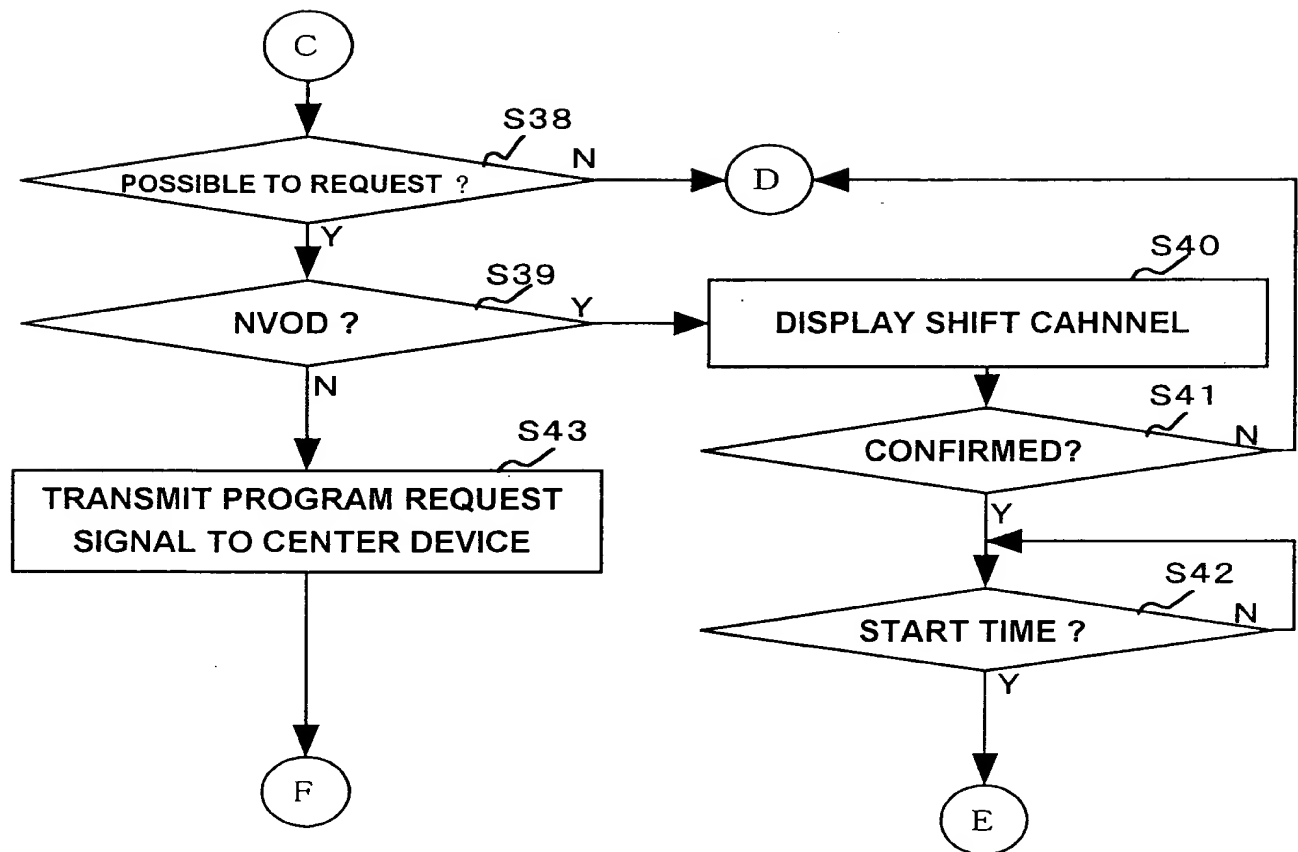 C
S38
POSSIBLE TO REQUEST ?
N
D
Y
S39
NVOD ?
Y
S40
DISPLAY SHIFT CAHNNEL
N
S41
CONFIRMED?
N
S43
TRANSMIT PROGRAM REQUEST
SIGNAL TO CENTER DEVICE
Y
S42
START TIME ?
N
Y
F
E